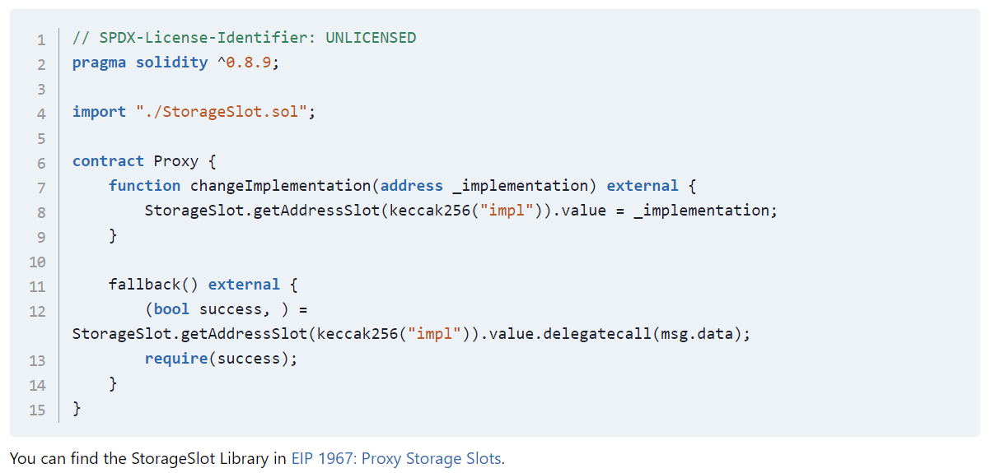 1 // SPDX-License-Identifier: UNLICENSED
2 pragma solidity ^0.8.9;
3
4 import "./StorageSlot.sol";
5
6 contract Proxy {
7     function changeImplementation(address _implementation) external {
8         StorageSlot.getAddressSlot(keccak256("impl")).value = _implementation;
9     }
10
11     fallback() external {
12         (bool success, ) =
StorageSlot.getAddressSlot(keccak256("impl")).value.delegatecall(msg.data);
13         require(success);
14     }
15 }
You can find the StorageSlot Library in EIP 1967: Proxy Storage Slots.